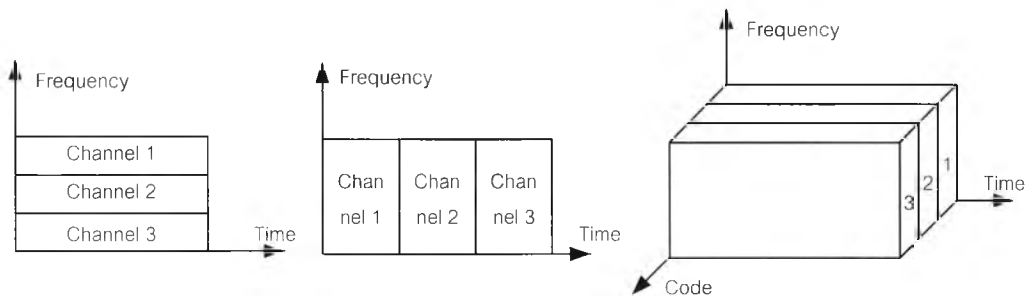 Frequency
Channel 1
Channel 2
Channel 3
Time
Frequency
Chan
nel 1
Chan
nel 2
Chan
nel 3
Time
Frequency
1
2
3
Time
Code